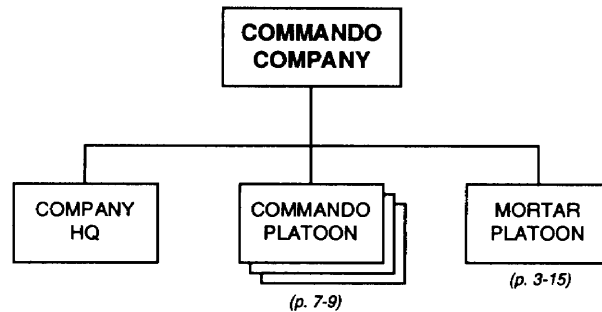 COMMANDO
COMPANY
COMPANY
HQ
COMMANDO
PLATOON
(p. 7-9)
MORTAR
PLATOON
(p. 3-15)